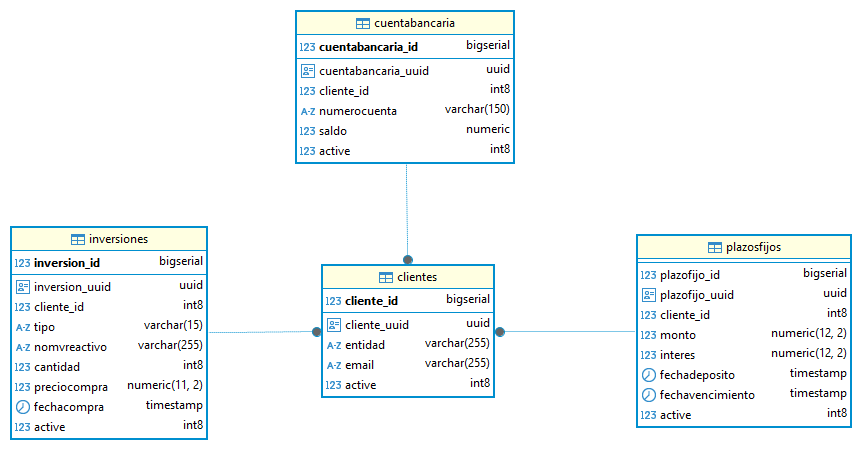 cuentabancaria
123 cuentabancaria_id bigserial
cuentabancaria_uuid uuid
123 cliente_id int8
A-Z numerocuenta varchar(150)
123 saldo numeric
123 active int8
inversiones
123 inversion_id bigserial
inversion_uuid uuid
123 cliente_id int8
A-Z tipo varchar(15)
A-Z nomvreactivo varchar(255)
123 cantidad int8
123 preciocompra numeric(11, 2)
fechacompra timestamp
123 active int8
clientes
123 cliente_id bigserial
cliente_uuid uuid
A-Z entidad varchar(255)
A-Z email varchar(255)
123 active int8
plazosfijos
123 plazofijo_id bigserial
plazofijo_uuid uuid
123 cliente_id int8
123 monto numeric(12, 2)
123 interes numeric(12, 2)
fechadeposito timestamp
fechavencimiento timestamp
123 active int8